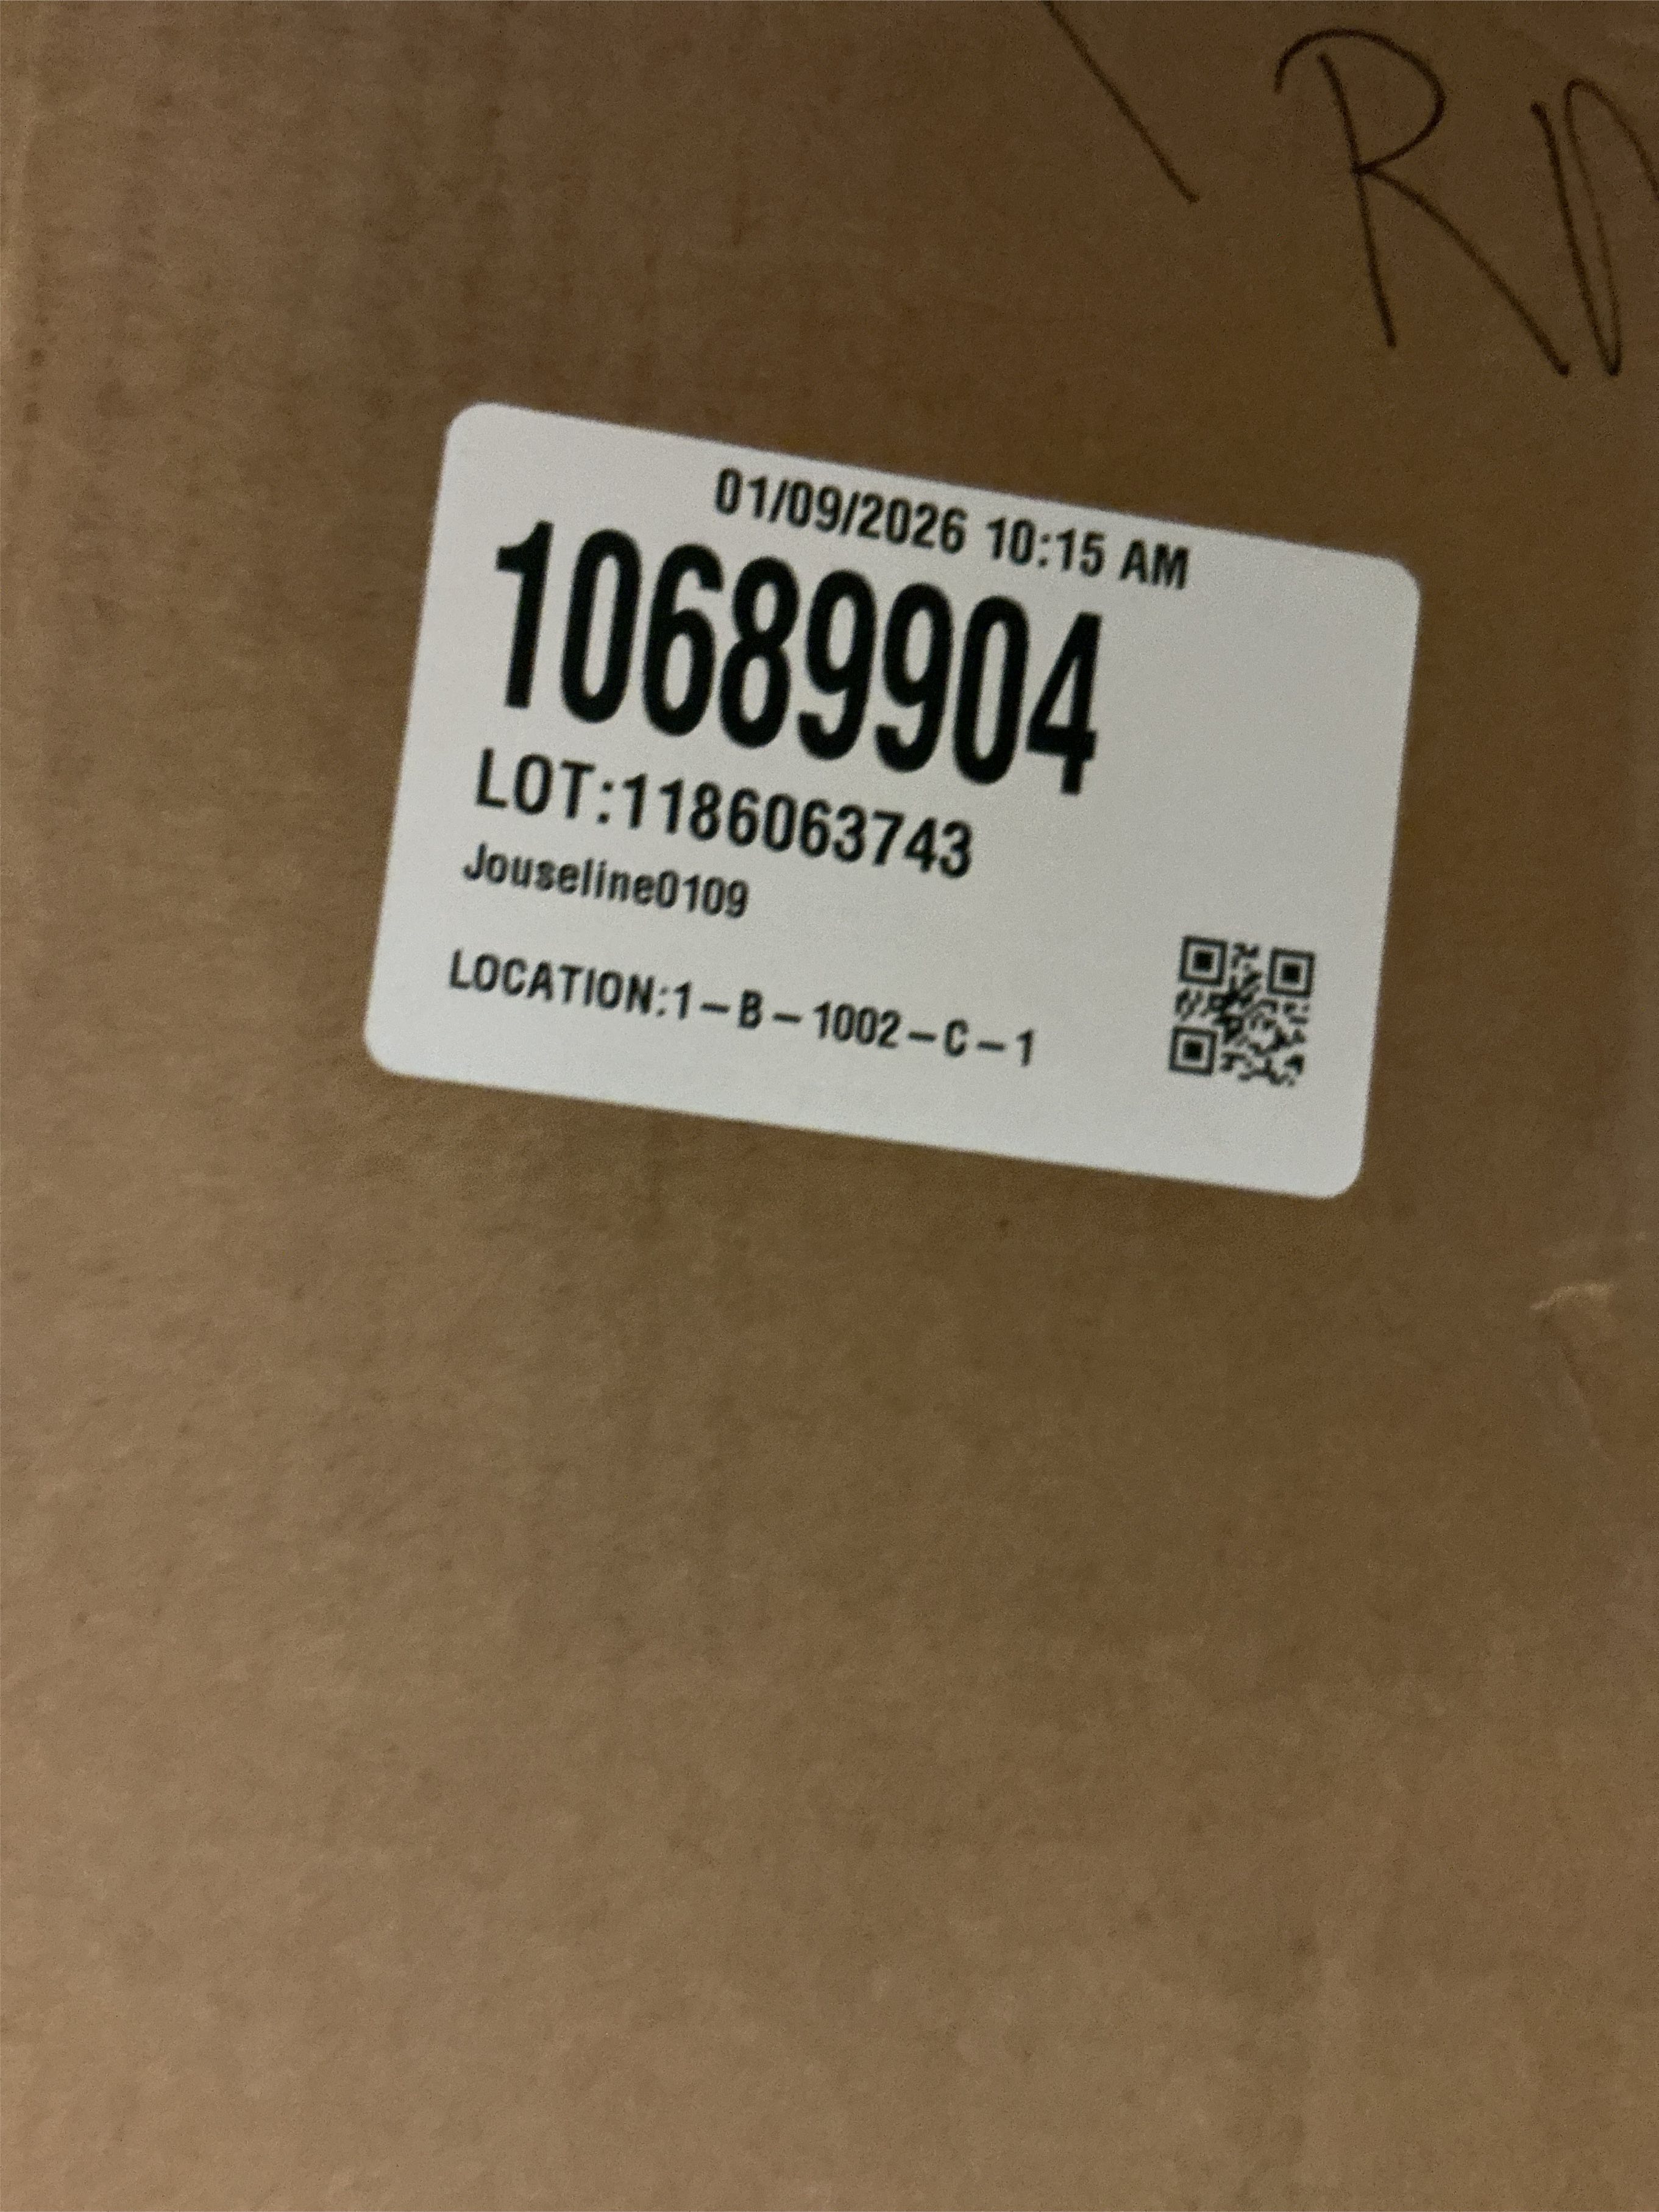 R
01/09/2026 10:15 AM
10689904
LOT:1186063743
Jouseline0109
LOCATION:1-B-1002-C-1